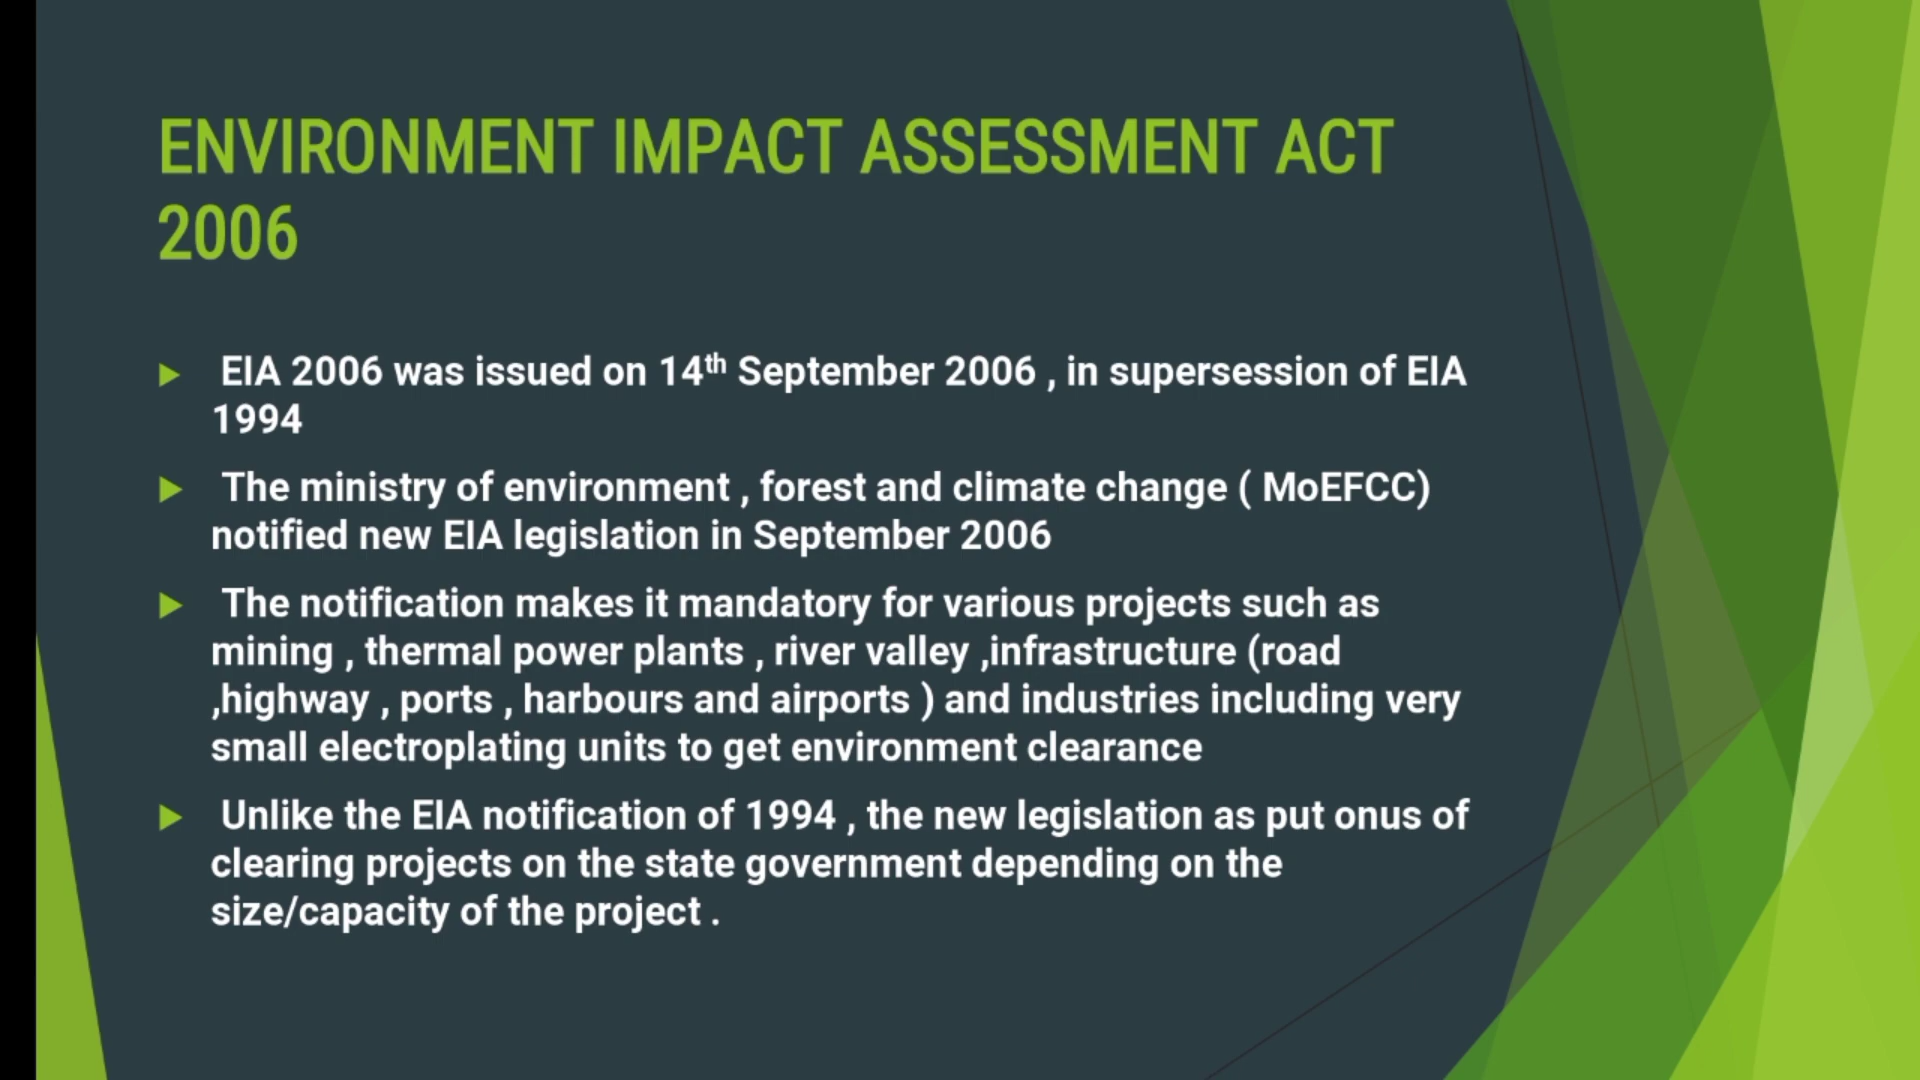 ENVIRONMENT IMPACT ASSESSMENT ACT
2006
EIA 2006 was issued on 14th September 2006 , in supersession of EIA
1994
The ministry of environment , forest and climate change ( MoEFCC)
notified new EIA legislation in September 2006
The notification makes it mandatory for various projects such as
mining , thermal power plants , river valley ,infrastructure (road
,highway , ports , harbours and airports ) and industries including very
small electroplating units to get environment clearance
Unlike the EIA notification of 1994 , the new legislation as put onus of
clearing projects on the state government depending on the
size/capacity of the project .